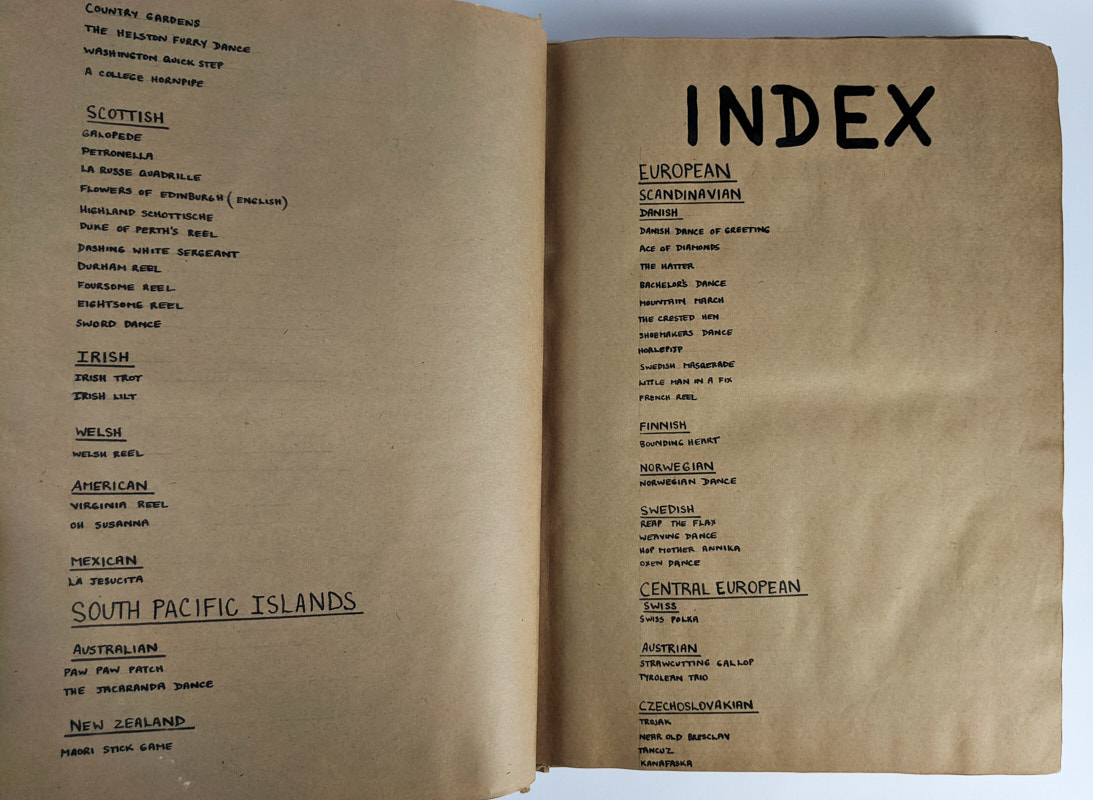 COUNTRY GARDENS
THE HELSTON FURRY DANCE
WASHINGTON QUICK STEP
A COLLEGE HORNPIPE
SCOTTISH
GALOPEDE
PETRONELLA
LA RUSSE QUADRILLE
FLOWERS OF EDINBURGH (ENGLISH)
HIGHLAND SCHOTTISCHE
DUKE OF PERTH'S REEL
DASHING WHITE SERGEANT
DURHAM REEL
FOURSOME REEL
EIGHTSOME REEL
SWORD DANCE
IRISH
IRISH TROT
IRISH LILT
WELSH
WELSH REEL
AMERICAN
VIRGINIA REEL
OH SUSANNA
MEXICAN
LA JESUCITA
SOUTH PACIFIC ISLANDS
AUSTRALIAN
PAW PAW PATCH
THE JACARANDA DANCE
NEW ZEALAND
MAORI STICK GAME
INDEX
EUROPEAN
SCANDINAVIAN
DANISH
DANISH DANCE OF GREETING
ACE OF DIAMONDS
THE HATTER
BACHELOR'S DANCE
MOUNTAIN MARCH
THE CRESTED HEN
SHOEMAKERS DANCE
HORLEPIJP
SWEDISH MASQERADE
LITTLE MAN IN A FIX
FRENCH REEL
FINNISH
BOUNDING HEART
NORWEGIAN
NORWEGIAN DANCE
SWEDISH
REAP THE FLAX
WEAVING DANCE
HOP MOTHER ANNIKA
OXEN DANCE
CENTRAL EUROPEAN
SWISS
SWISS POLKA
AUSTRIAN
STRAWCUTTING GALLOP
TYROLEAN TRIO
CZECHOSLOVAKIAN
TROJAK
NEAR OLD BRESCLAV
TANCUZ
KANAFASKA